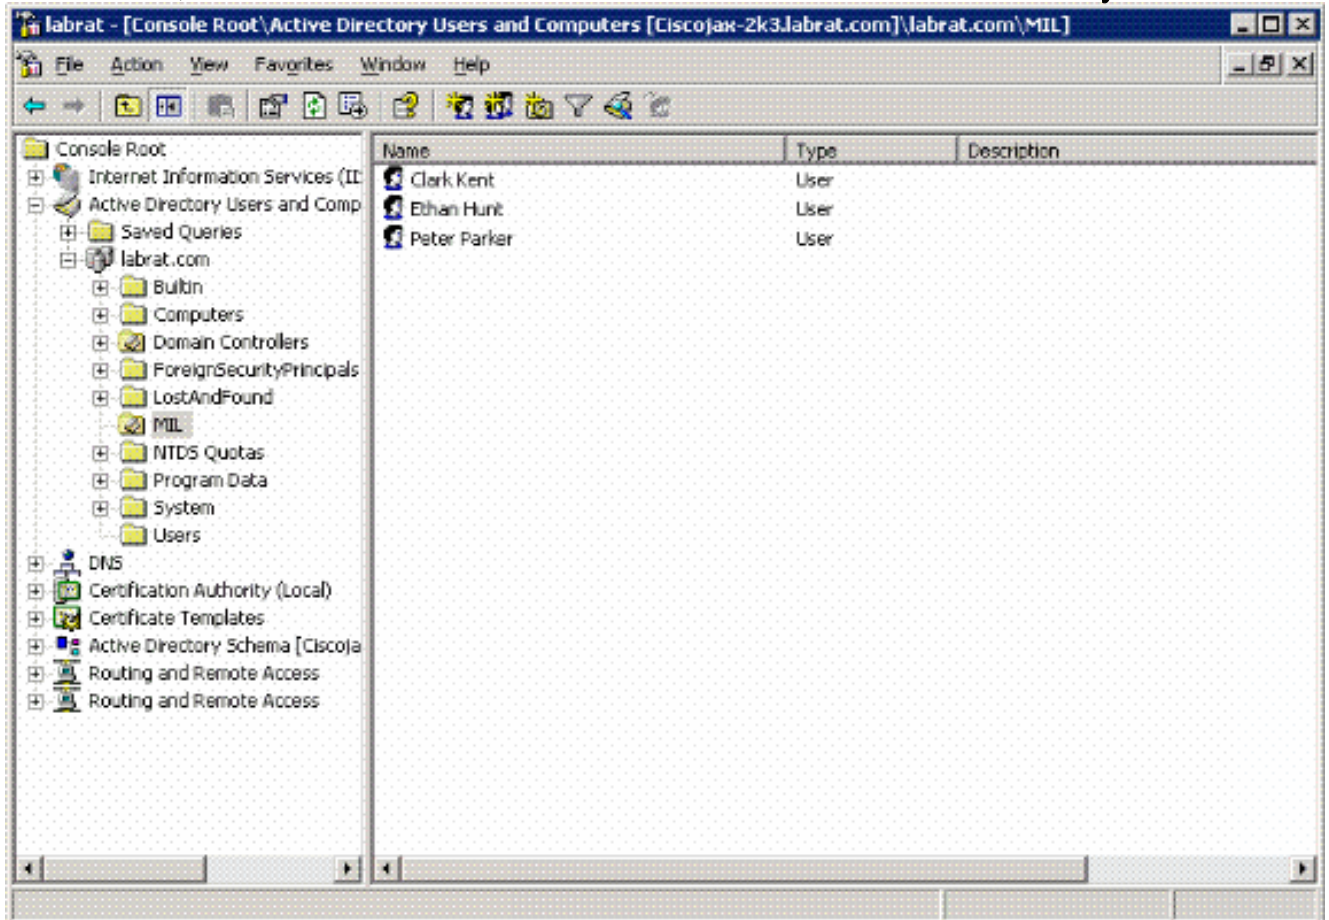 labrat - [Console Root\Active Directory Users and Computers [Ciscojax-2k3.labrat.com]\labrat.com\MIL]
File Action View Favorites Window Help
Console Root
Internet Information Services (II
Active Directory Users and Comp
Saved Queries
labrat.com
Builtin
Computers
Domain Controllers
ForeignSecurityPrincipals
LostAndFound
MIL
NTDS Quotas
Program Data
System
Users
DNS
Certification Authority (Local)
Certificate Templates
Active Directory Schema [Ciscoja
Routing and Remote Access
Routing and Remote Access
Name Type Description
Clark Kent User
Ethan Hunt User
Peter Parker User